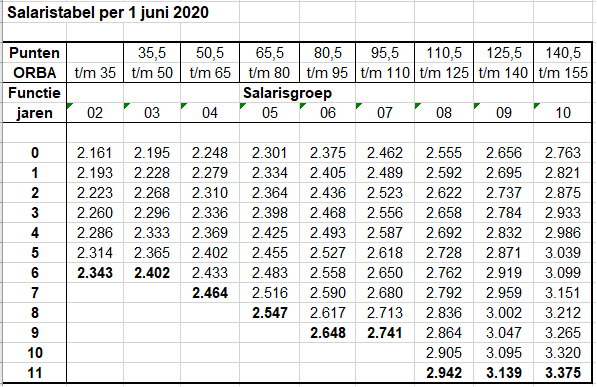 Salaristabel per 1 juni 2020
Punten 35,5 50,5 65,5 80,5 95,5 110,5 125,5 140,5
ORBA t/m 35 t/m 50 t/m 65 t/m 80 t/m 95 t/m 110 t/m 125 t/m 140 t/m 155
Functie Salarisgroep
jaren 02 03 04 05 06 07 08 09 10
0 2.161 2.195 2.248 2.301 2.375 2.462 2.555 2.656 2.763
1 2.193 2.228 2.279 2.334 2.405 2.489 2.592 2.695 2.821
2 2.223 2.268 2.310 2.364 2.436 2.523 2.622 2.737 2.875
3 2.260 2.296 2.336 2.398 2.468 2.556 2.658 2.784 2.933
4 2.286 2.333 2.369 2.425 2.493 2.587 2.692 2.832 2.986
5 2.314 2.365 2.402 2.455 2.527 2.618 2.728 2.871 3.039
6 2.343 2.402 2.433 2.483 2.558 2.650 2.762 2.919 3.099
7 2.464 2.516 2.590 2.680 2.792 2.959 3.151
8 2.547 2.617 2.713 2.836 3.002 3.212
9 2.648 2.741 2.864 3.047 3.265
10 2.905 3.095 3.320
11 2.942 3.139 3.375